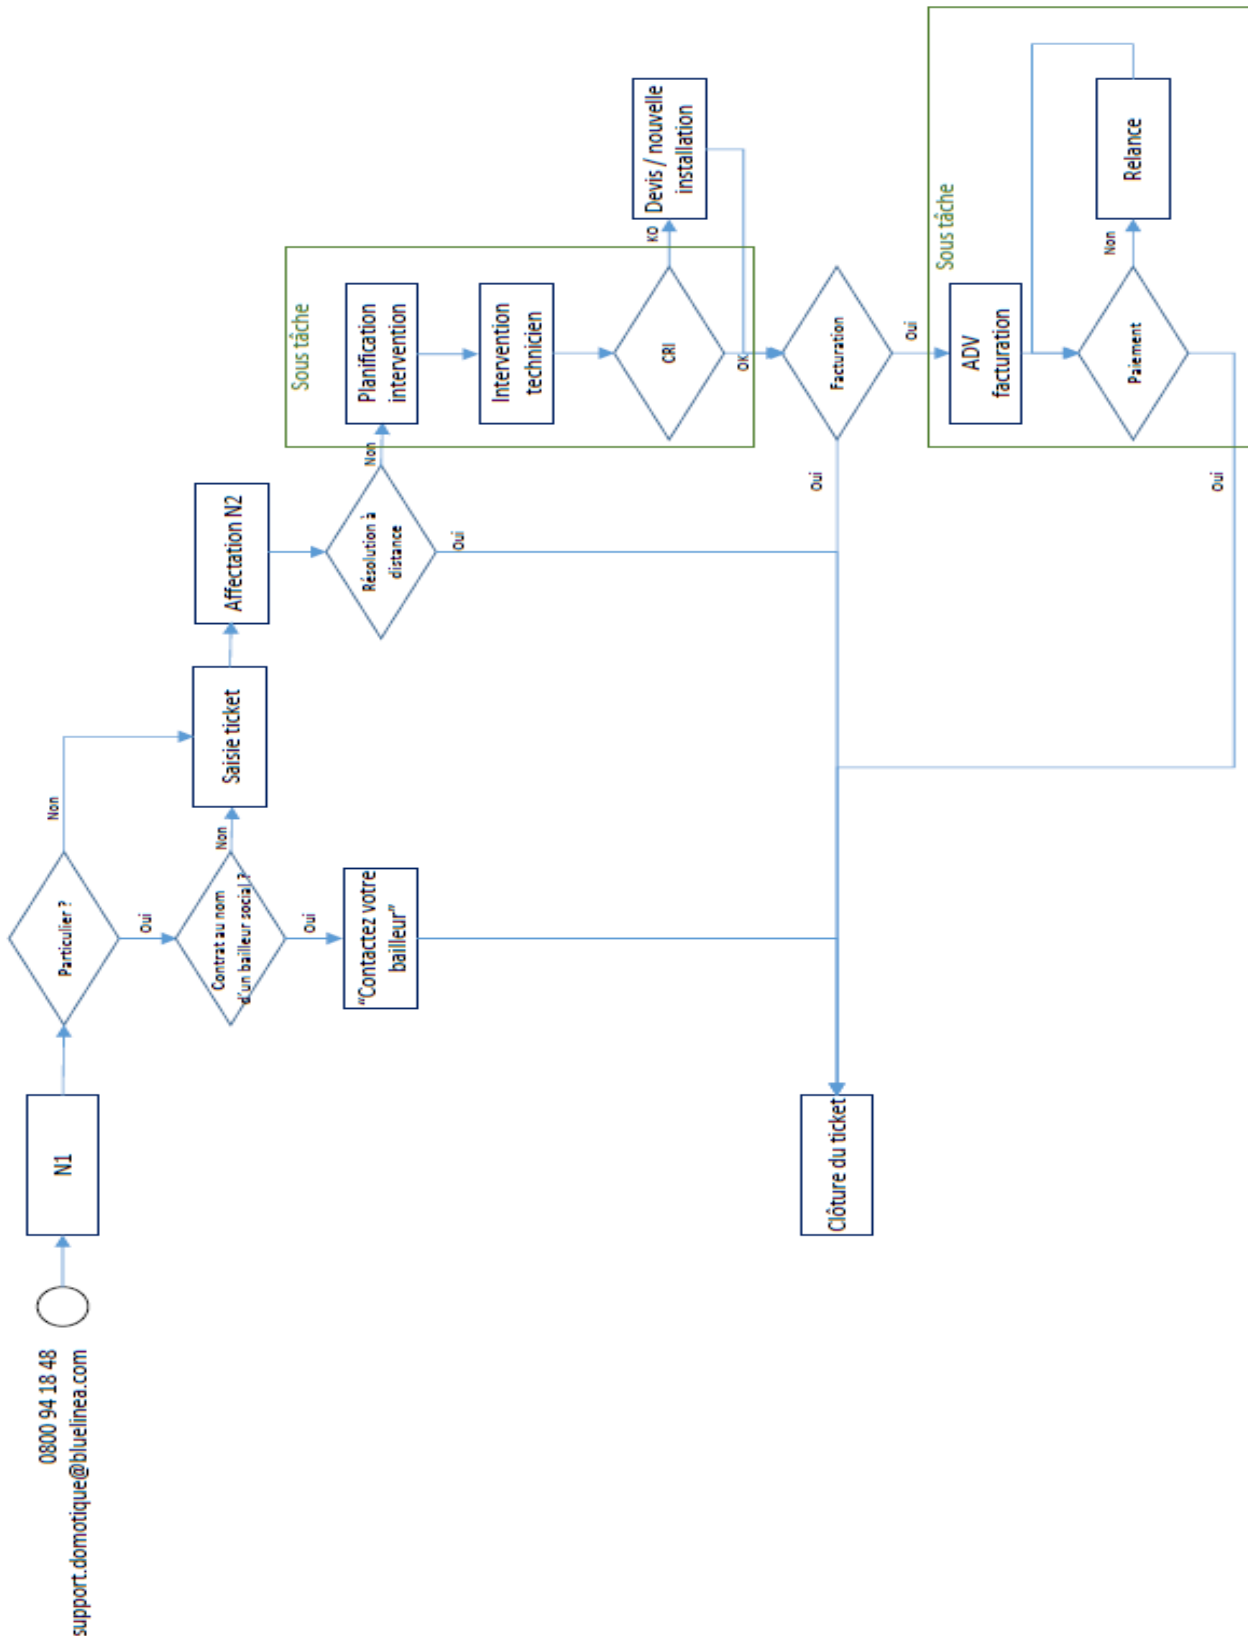 0800 94 18 48
support.domotique@bluelinea.com
N1
Particulier ?
Non
Oui
Contrat au nom
d'un bailleur social ?
Non
Oui
Saisie ticket
"Contactez votre
bailleur"
Affectation N2
Résolution à
distance
Non
Oui
Sous tâche
Planification
intervention
Intervention
technicien
CRI
KO
OK
Devis / nouvelle
installation
Facturation
Oui
Oui
Clôture du ticket
Sous tâche
ADV
facturation
Paiement
Non
Oui
Relance